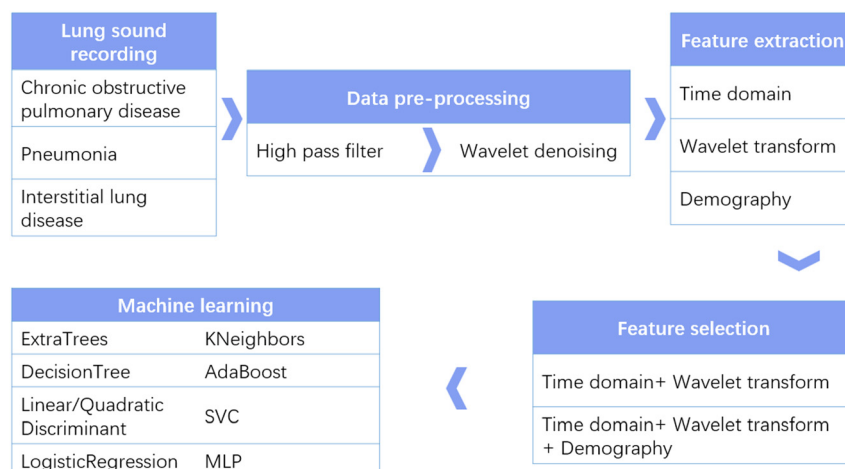 Lung sound
recording
Chronic obstructive
pulmonary disease
Pneumonia
Interstitial lung
disease
Data pre-processing
High pass filter
Wavelet denoising
Feature extraction
Time domain
Wavelet transform
Demography
Feature selection
Time domain+ Wavelet transform
Time domain+ Wavelet transform
+ Demography
Machine learning
ExtraTrees KNeighbors
DecisionTree AdaBoost
Linear/Quadratic
Discriminant
SVC
LogisticRegression MLP